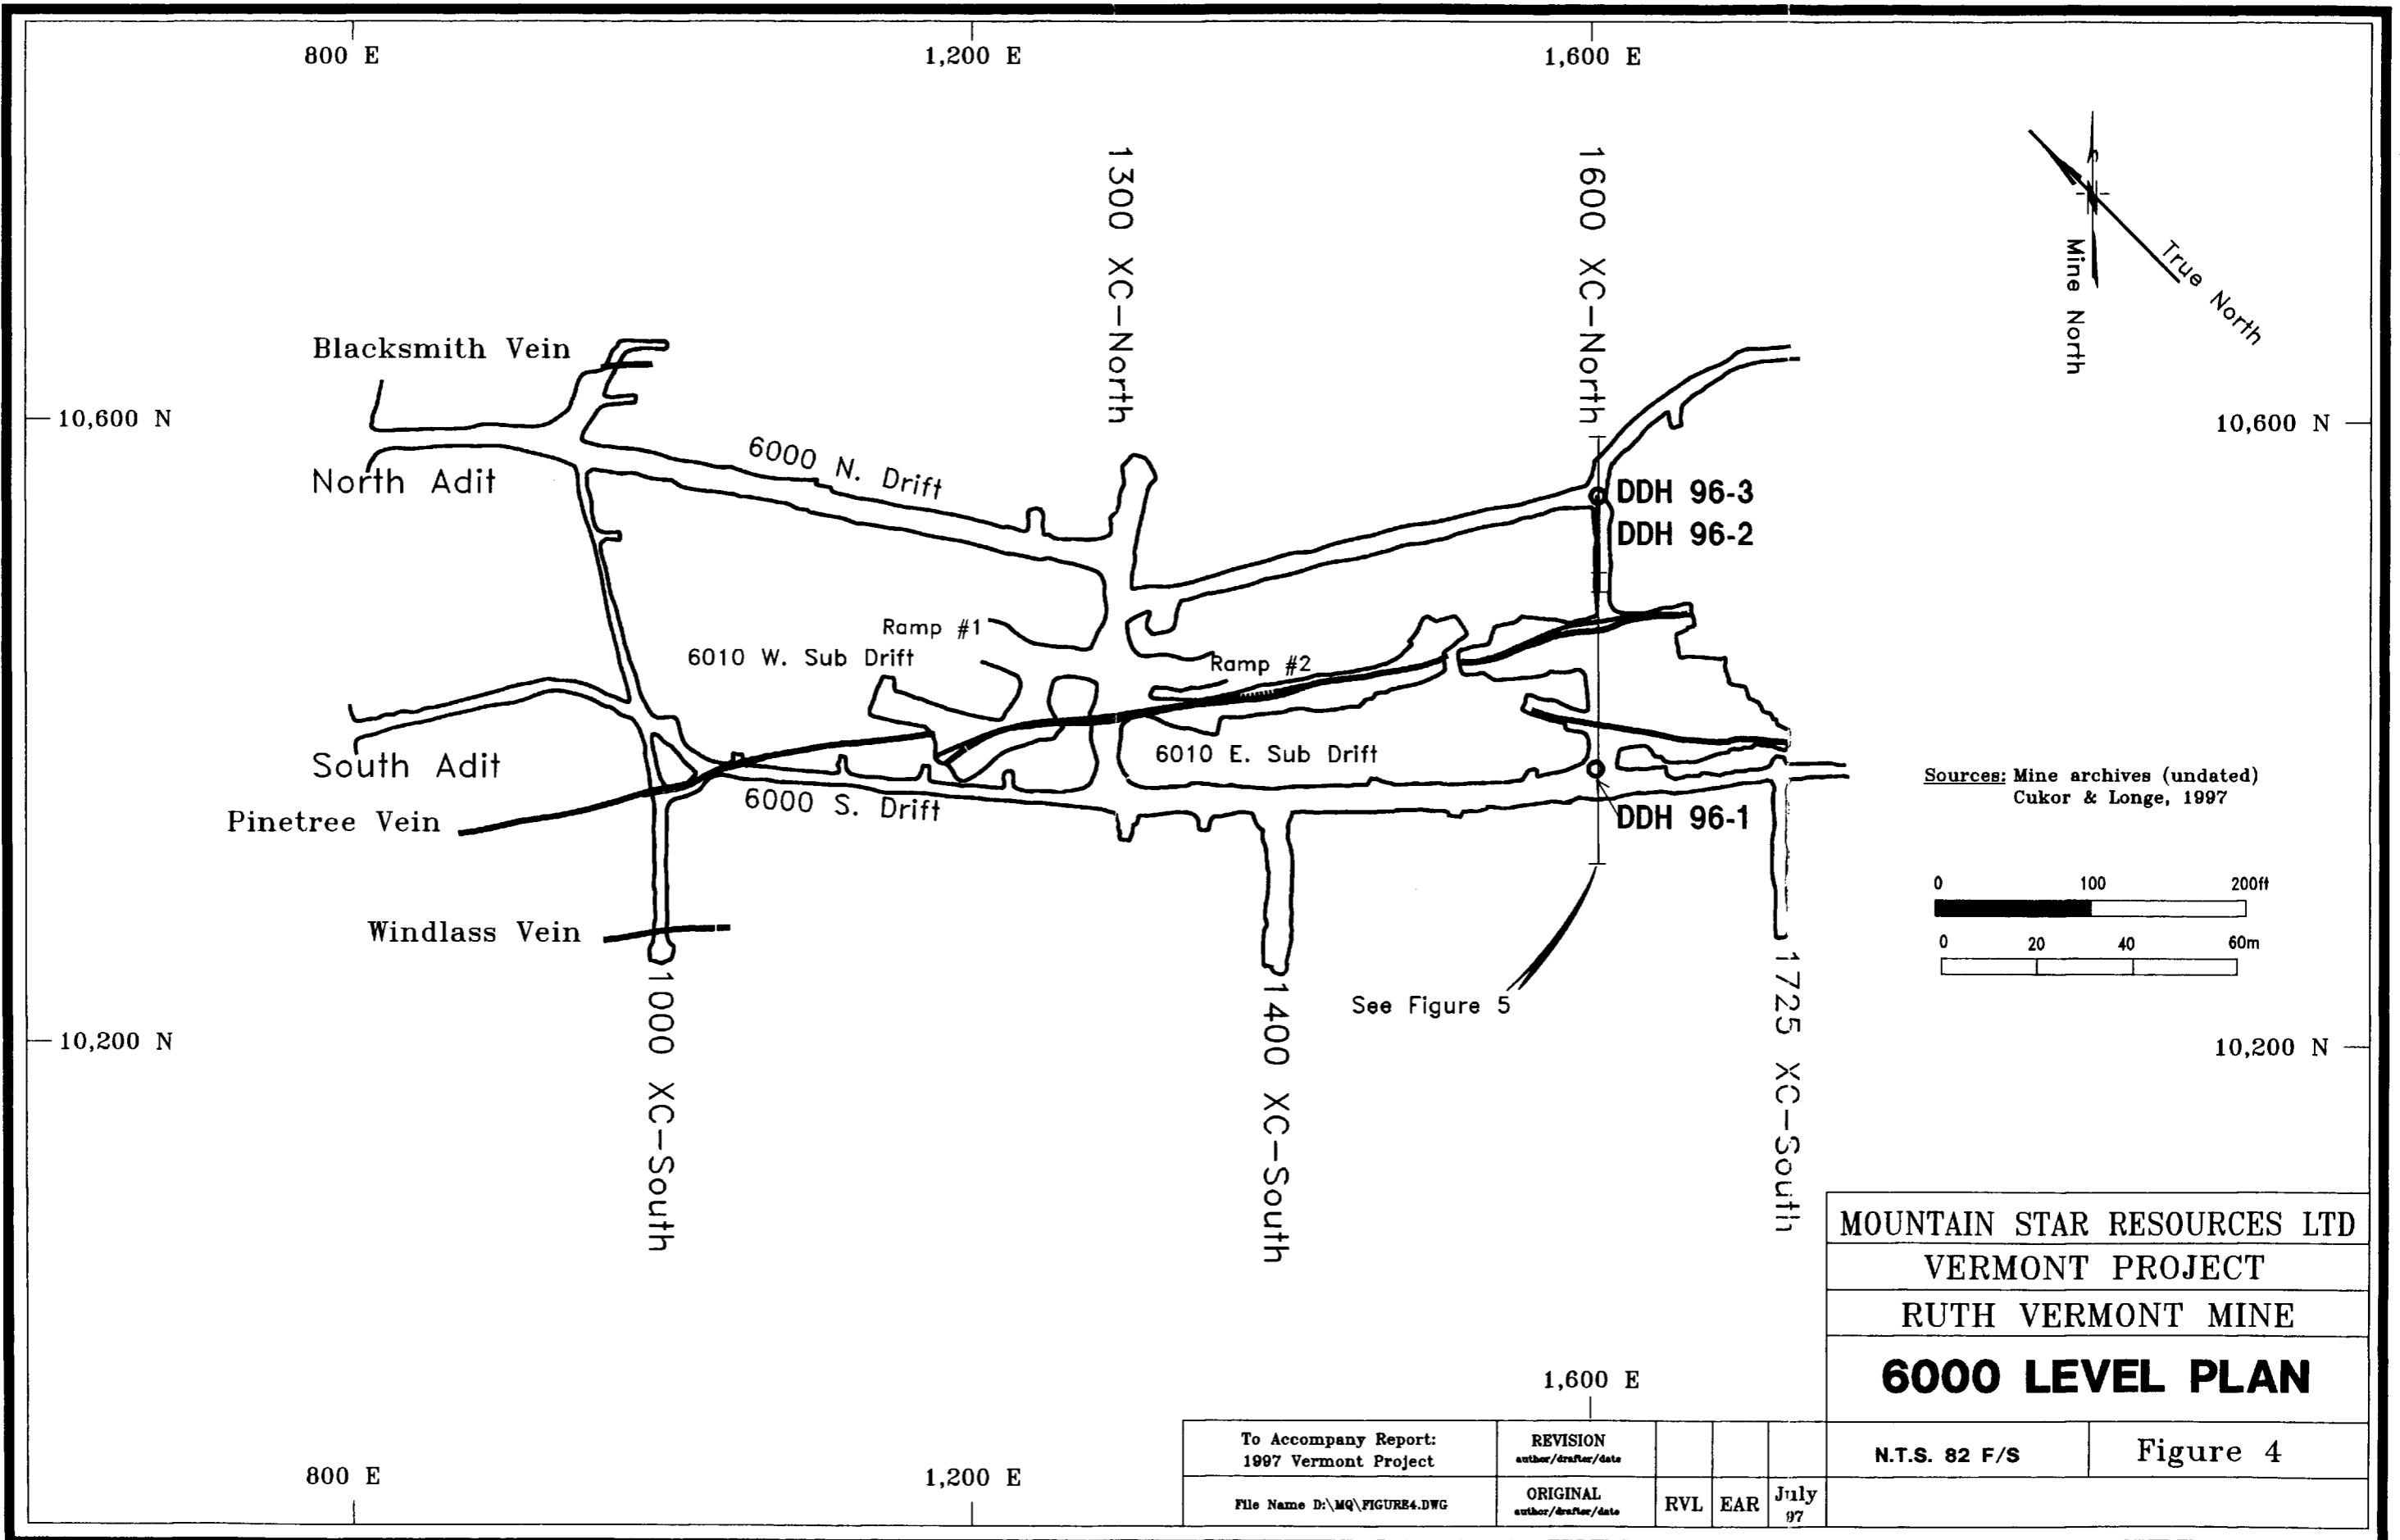 800 E
1,200 E
1,600 E
1300 XC-North
1600 XC-North
Mine North
True North
Blacksmith Vein
10,600 N
10,600 N
North Adit
6000 N. Drift
DDH 96-3
DDH 96-2
Ramp #1
6010 W. Sub Drift
Ramp #2
South Adit
6010 E. Sub Drift
Pinetree Vein
6000 S. Drift
DDH 96-1
Sources: Mine archives (undated)
Cukor & Longe, 1997
0 100 200ft
0 20 40 60m
Windlass Vein
See Figure 5
10,200 N
10,200 N
1000 XC-South
1400 XC-South
1725 XC-South
MOUNTAIN STAR RESOURCES LTD
VERMONT PROJECT
RUTH VERMONT MINE
6000 LEVEL PLAN
N.T.S. 82 F/S
Figure 4
1,600 E
800 E
1,200 E
To Accompany Report:
1997 Vermont Project
REVISION
author/drafter/date
File Name D:\MQ\FIGURE4.DWG
ORIGINAL
author/drafter/date
RVL EAR July
97